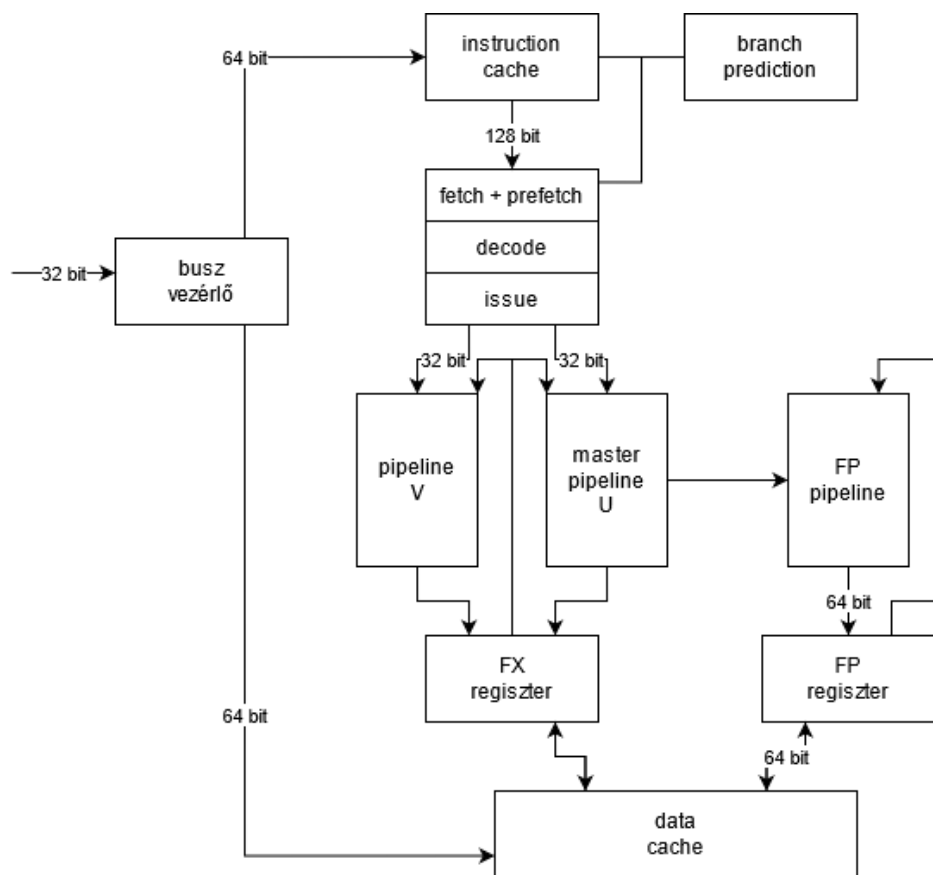 instruction
cache
branch
prediction
64 bit
128 bit
fetch + prefetch
decode
issue
32 bit
busz
vezérlő
32 bit
32 bit
pipeline
V
master
pipeline
U
FP
pipeline
64 bit
FX
regiszter
FP
regiszter
64 bit
64 bit
data
cache